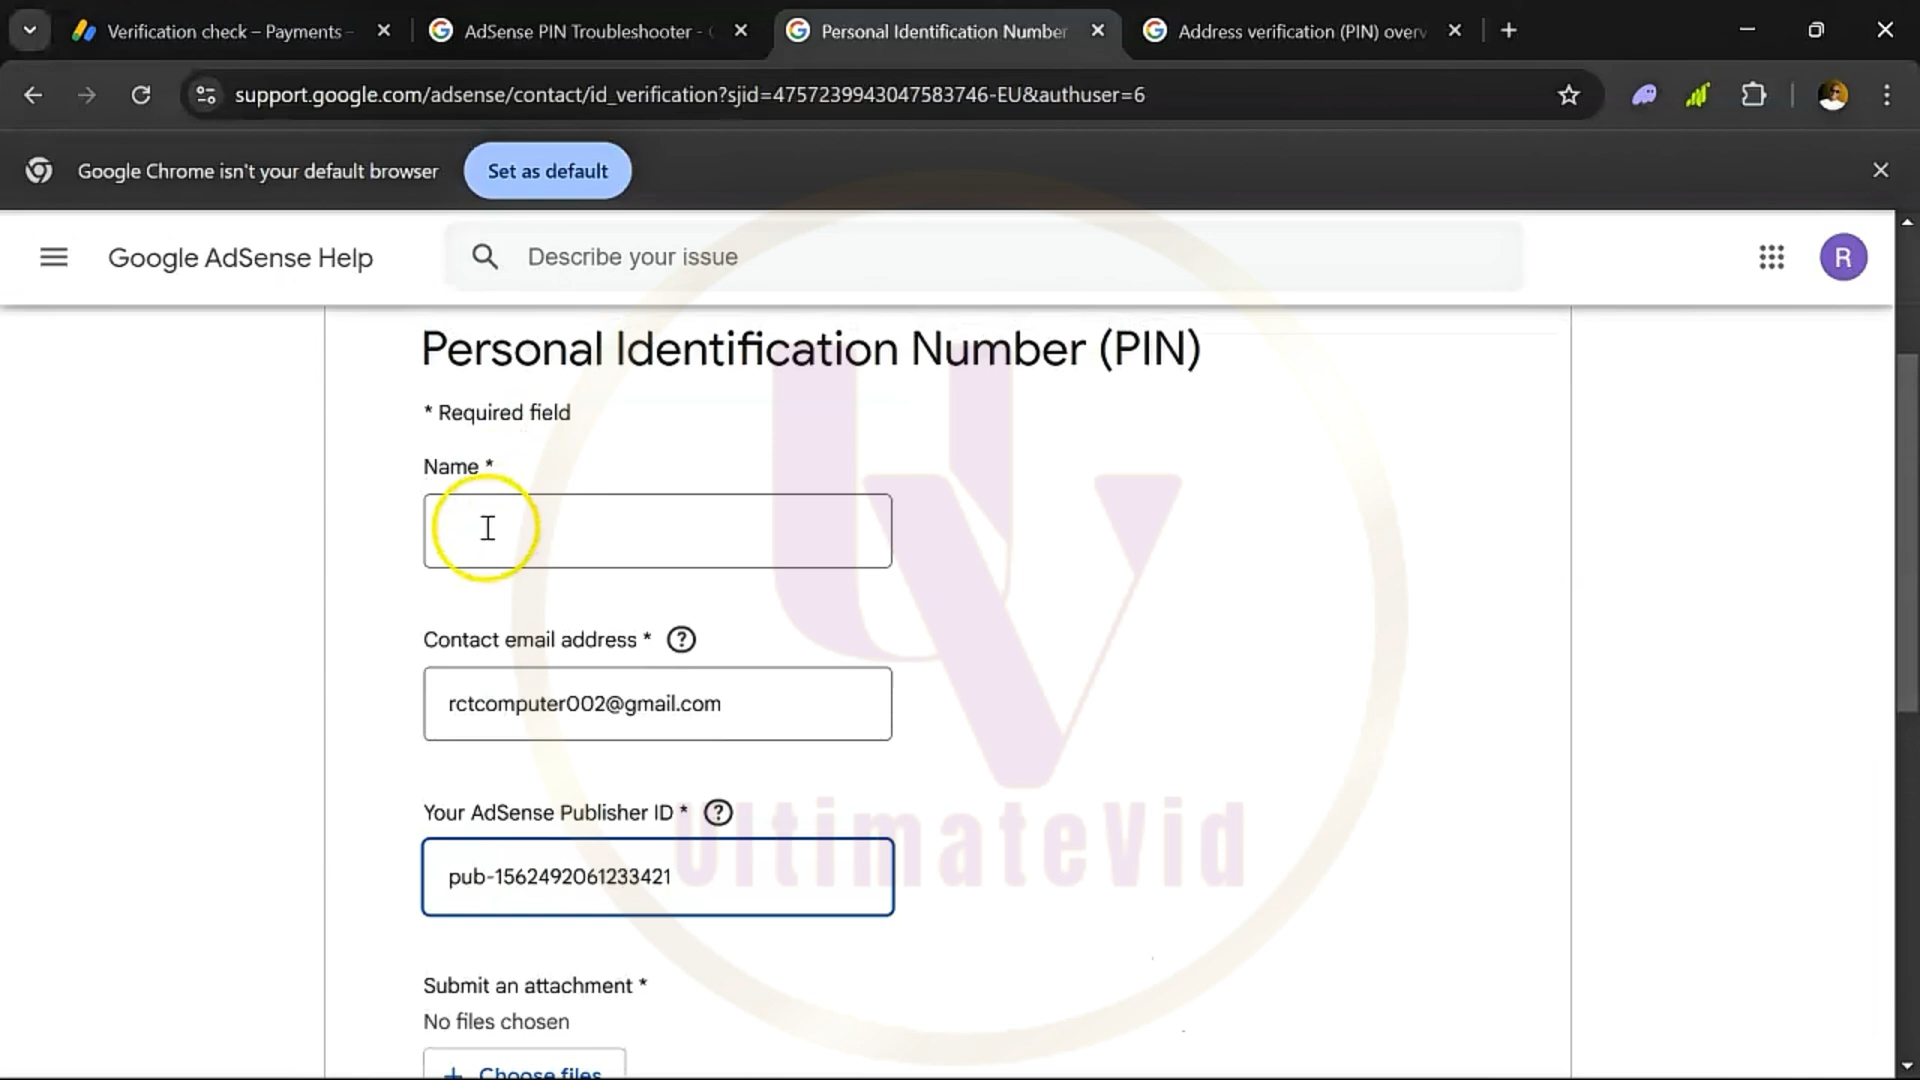 Verification check – Payments –
AdSense PIN Troubleshooter -
Personal Identification Number
Address verification (PIN) overv
support.google.com/adsense/contact/id_verification?sjid=4757239943047583746-EU&authuser=6
Google Chrome isn't your default browser
Set as default
Google AdSense Help
Describe your issue
R
Personal Identification Number (PIN)
* Required field
Name *
Contact email address *
rctcomputer002@gmail.com
Your AdSense Publisher ID *
UltimateVid
pub-1562492061233421
Submit an attachment *
No files chosen
+ Choose files